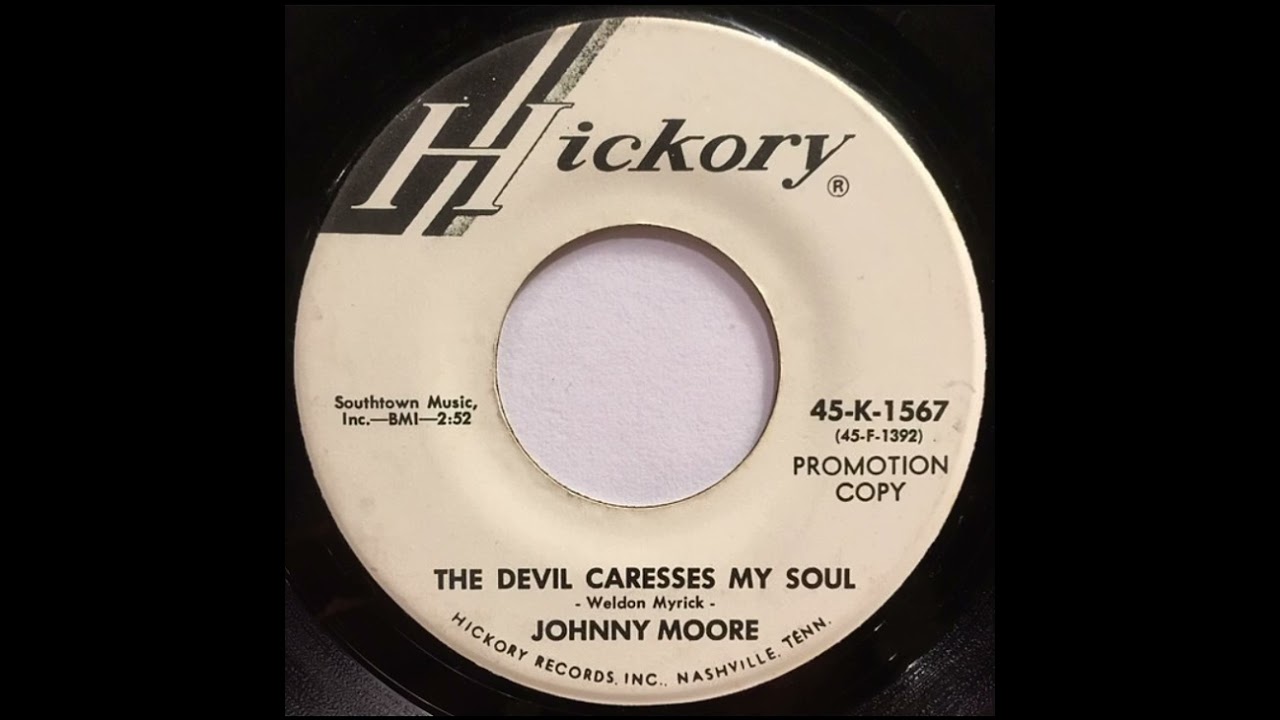 Hickory®
Southtown Music,
Inc.—BMI—2:52
45-K-1567
(45-F-1392)
PROMOTION
COPY
THE DEVIL CARESSES MY SOUL
- Weldon Myrick -
JOHNNY MOORE
HICKORY RECORDS, INC., NASHVILLE, TENN.